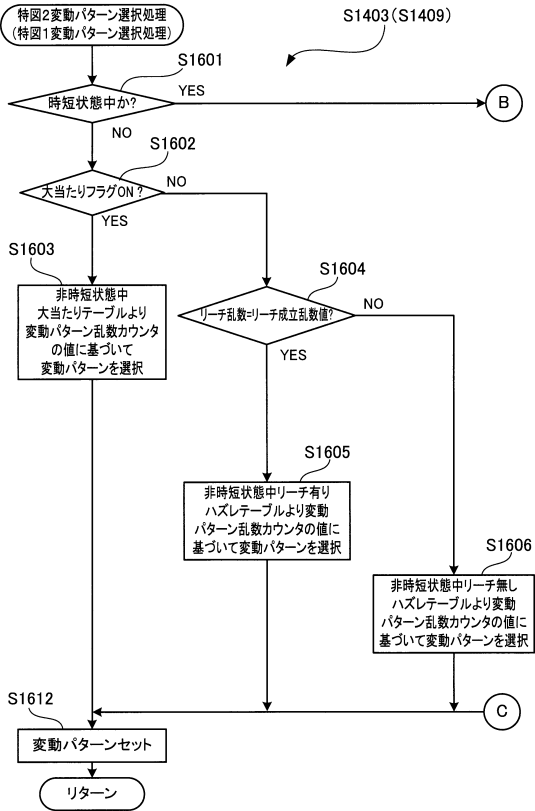 特図2変動パターン選択処理
(特図1変動パターン選択処理)
S1403(S1409)
S1601
時短状態中か?
YES
B
NO
S1602
大当たりフラグON?
NO
YES
S1603
非時短状態中
大当たりテーブルより
変動パターン乱数カウンタ
の値に基づいて
変動パターンを選択
S1604
リーチ乱数=リーチ成立乱数値?
NO
YES
S1605
非時短状態中リーチ有り
ハズレテーブルより変動
パターン乱数カウンタの値に
基づいて変動パターンを選択
S1606
非時短状態中リーチ無し
ハズレテーブルより変動
パターン乱数カウンタの値に
基づいて変動パターンを選択
C
S1612
変動パターンセット
リターン